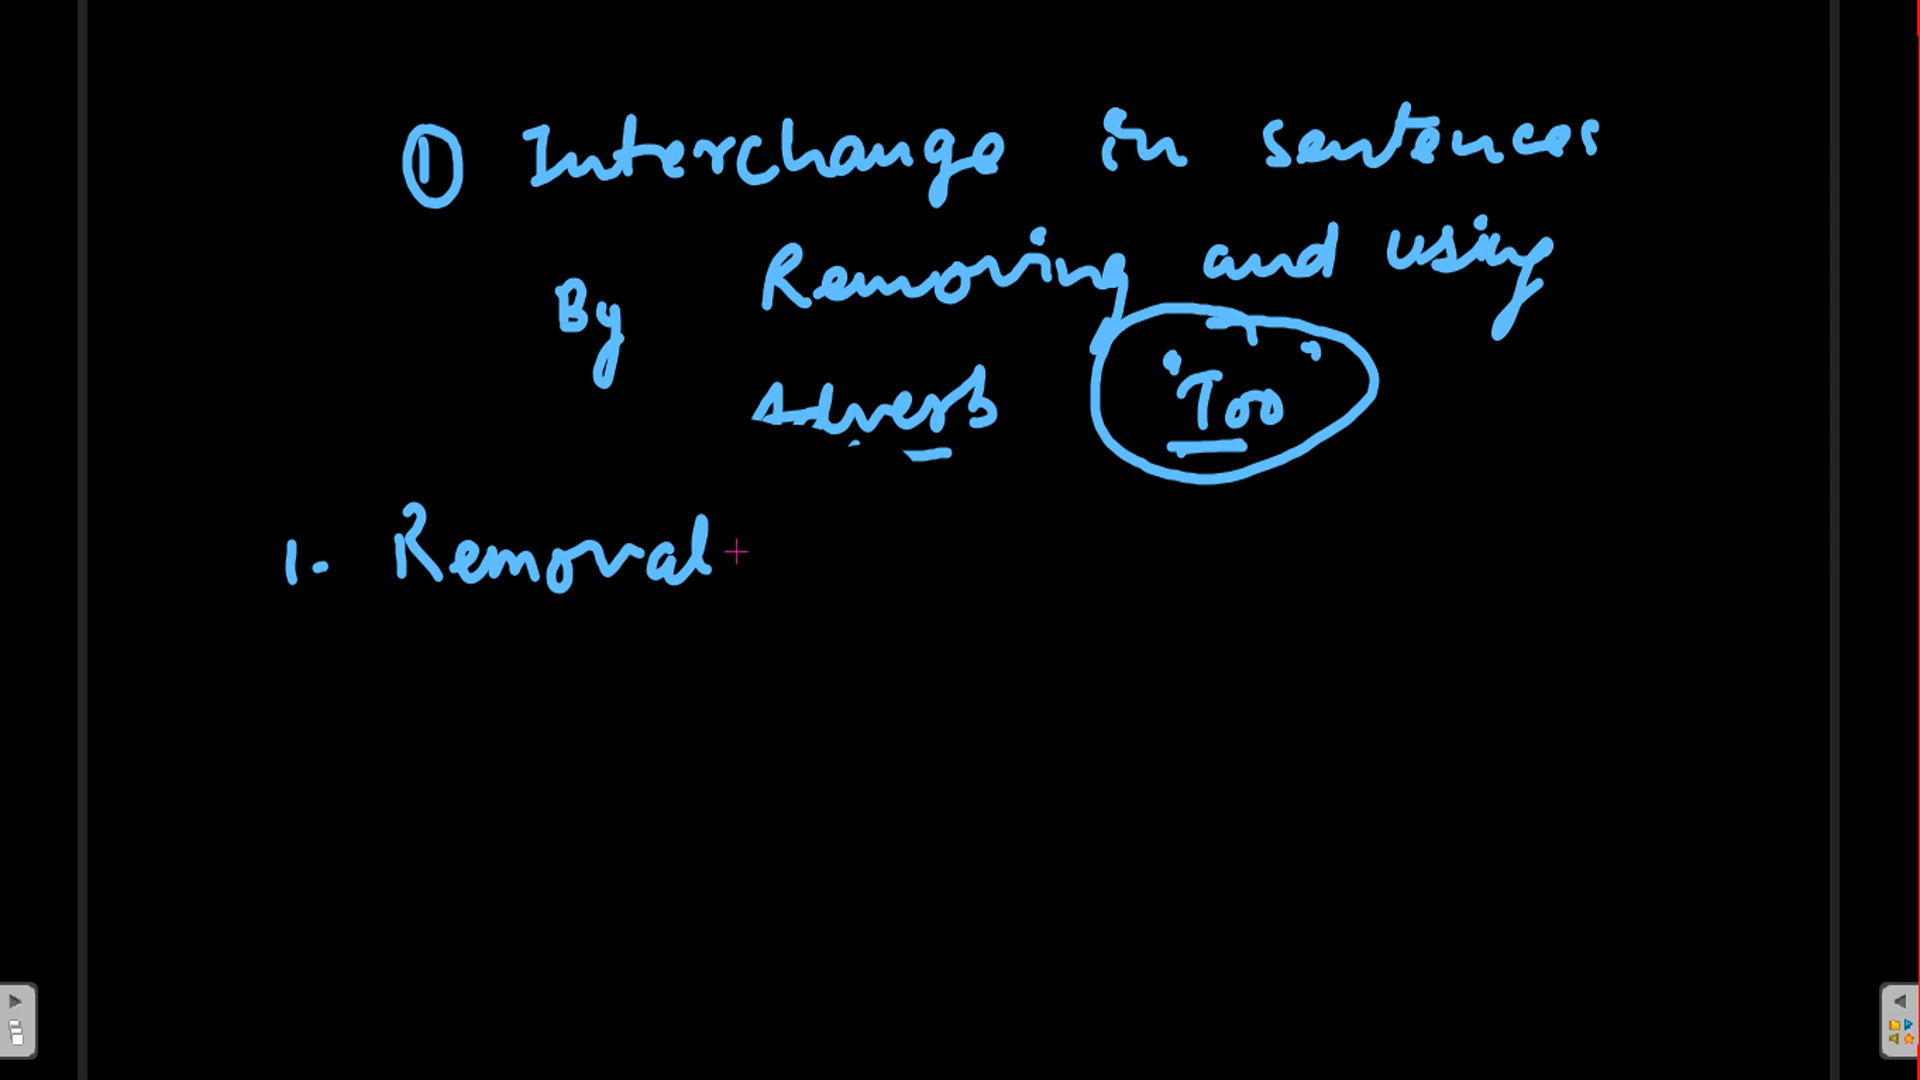 ① Interchange in sentences
By Removing and using
Adverb 'Too'
1. Removal